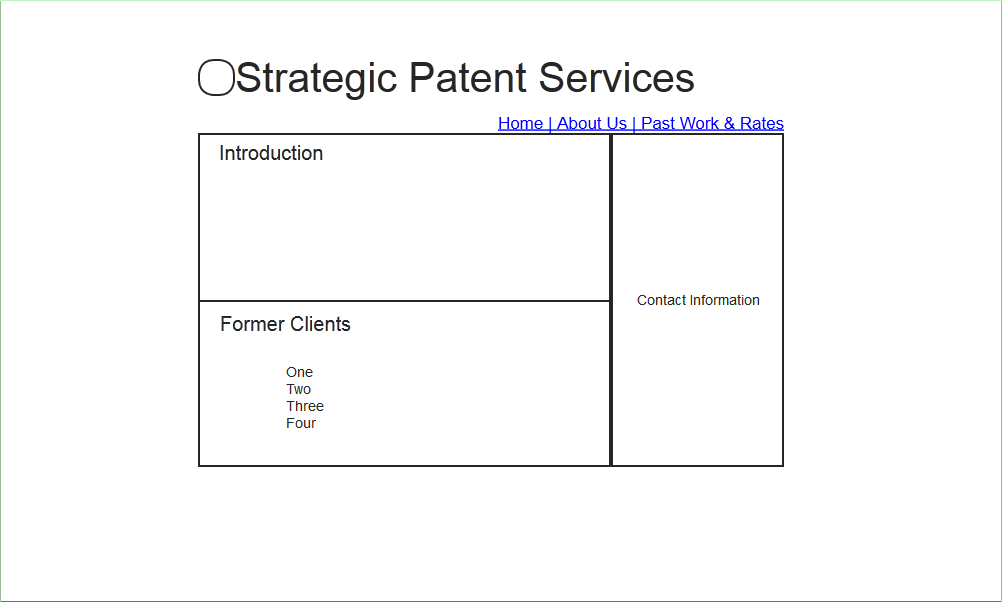 Strategic Patent Services
Home | About Us | Past Work & Rates
Introduction
Contact Information
Former Clients
One
Two
Three
Four